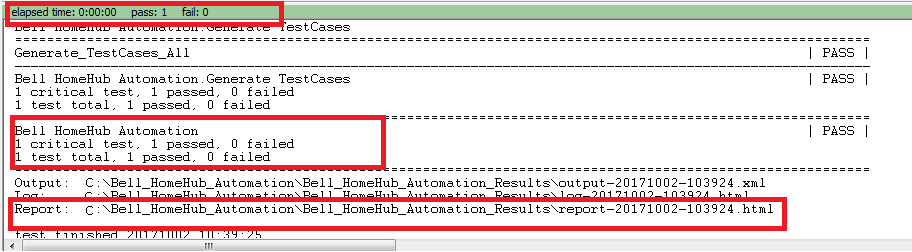 elapsed time: 0:00:00 pass: 1 fail: 0
Bell HomeHub Automation.Generate TestCases
==============================================================================
Generate_TestCases_All | PASS |
------------------------------------------------------------------------------
Bell HomeHub Automation.Generate TestCases | PASS |
1 critical test, 1 passed, 0 failed
1 test total, 1 passed, 0 failed
==============================================================================
Bell HomeHub Automation | PASS |
1 critical test, 1 passed, 0 failed
1 test total, 1 passed, 0 failed
==============================================================================
Output: C:\Bell_HomeHub_Automation\Bell_HomeHub_Automation_Results\output-20171002-103924.xml
Log: C:\Bell_HomeHub_Automation\Bell_HomeHub_Automation_Results\log-20171002-103924.html
Report: C:\Bell_HomeHub_Automation\Bell_HomeHub_Automation_Results\report-20171002-103924.html
test finished 20171002 10:39:25